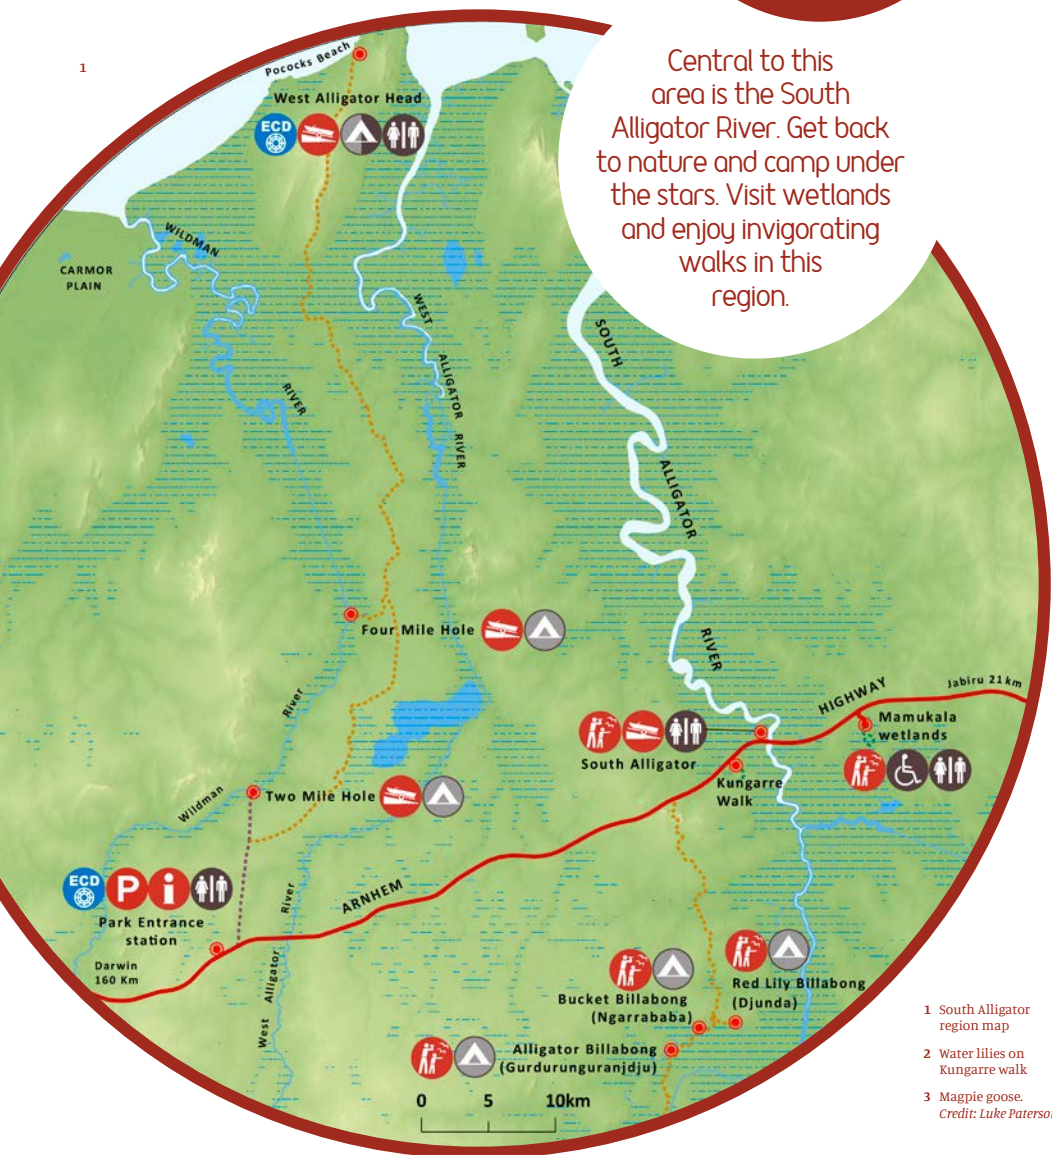 1
Central to this
area is the South
Alligator River. Get back
to nature and camp under
the stars. Visit wetlands
and enjoy invigorating
walks in this
region.
Pococks Beach
West Alligator Head
ECD
WILDMAN
CARMOR
PLAIN
RIVER
WEST
ALLIGATOR
RIVER
SOUTH
ALLIGATOR
RIVER
Four Mile Hole
River
HIGHWAY
Jabiru 21km
Mamukala
wetlands
South Alligator
Kungarre
Walk
Two Mile Hole
Wildman
ECD
P
i
Park Entrance
station
ARNHEM
River
Alligator
West
Darwin
160 Km
Red Lily Billabong
(Djunda)
Bucket Billabong
(Ngarrababa)
Alligator Billabong
(Gurdurunguranjdju)
0 5 10km
1 South Alligator
region map
2 Water lilies on
Kungarre walk
3 Magpie goose.
Credit: Luke Paterson